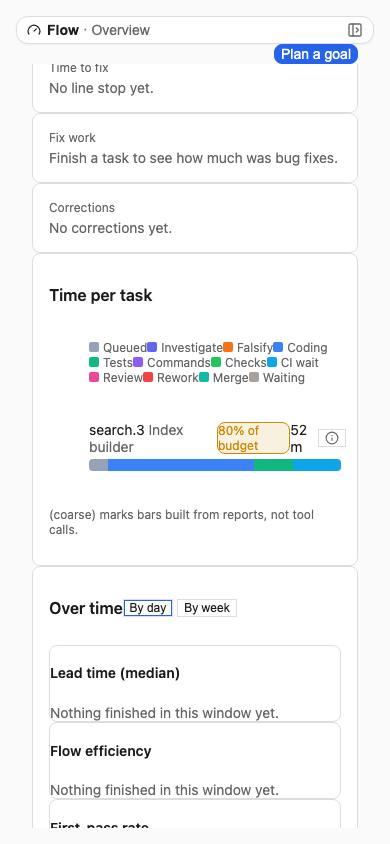 Flow · Overview
Plan a goal
Time to fix
No line stop yet.
Fix work
Finish a task to see how much was bug fixes.
Corrections
No corrections yet.
Time per task
Queued Investigate Falsify Coding
Tests Commands Checks CI wait
Review Rework Merge Waiting
search.3 Index builder
80% of budget
52 m
(coarse) marks bars built from reports, not tool
calls.
Over time By day By week
Lead time (median)
Nothing finished in this window yet.
Flow efficiency
Nothing finished in this window yet.
First-pass rate